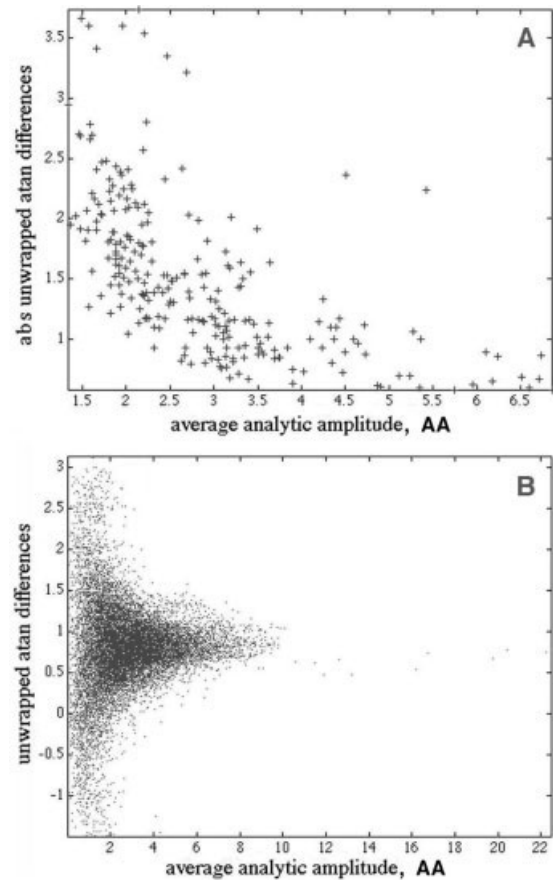 A
3.5
3
2.5
2
1.5
1
abs unwrapped atan differences
1.5 2 2.5 3 3.5 4 4.5 5 5.5 6 6.5
average analytic amplitude, AA
B
3
2.5
2
1.5
1
0.5
0
-0.5
-1
unwrapped atan differences
2 4 6 8 10 12 14 16 18 20 22
average analytic amplitude, AA